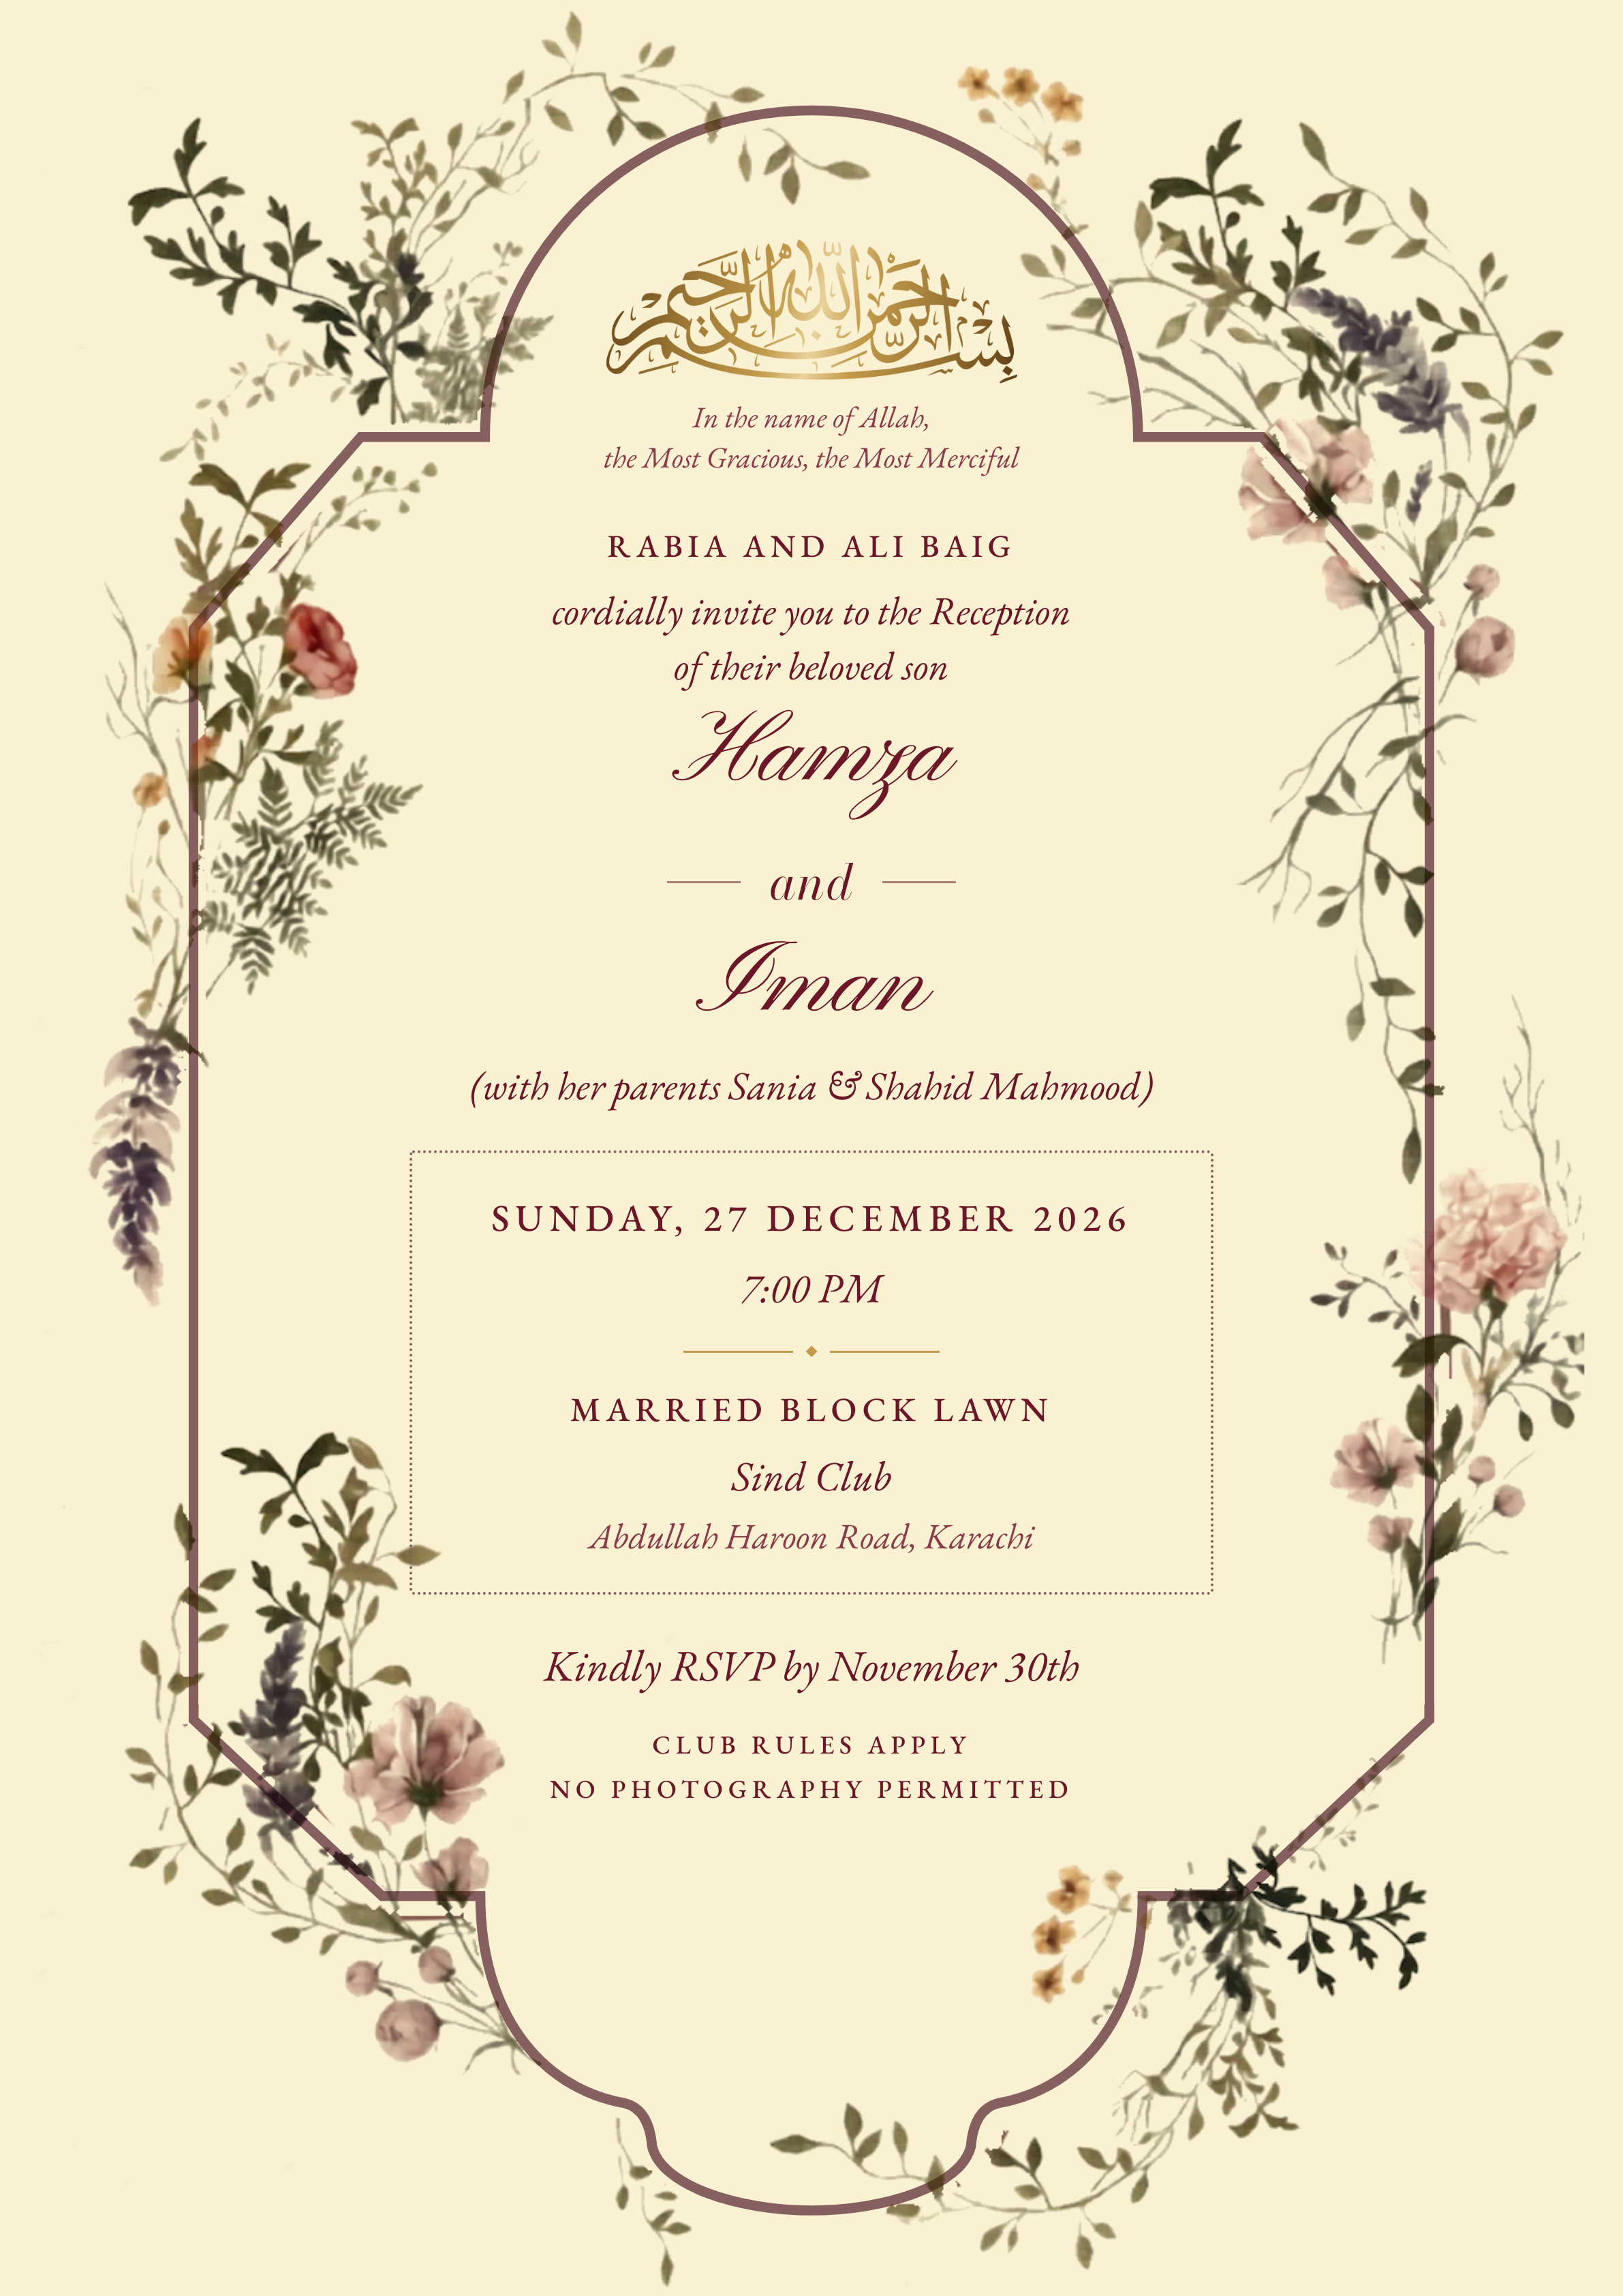 بسم الله الرحمن الرحيم
In the name of Allah,
the Most Gracious, the Most Merciful
RABIA AND ALI BAIG
cordially invite you to the Reception
of their beloved son
Hamza
and
Iman
(with her parents Sania & Shahid Mahmood)
SUNDAY, 27 DECEMBER 2026
7:00 PM
MARRIED BLOCK LAWN
Sind Club
Abdullah Haroon Road, Karachi
Kindly RSVP by November 30th
CLUB RULES APPLY
NO PHOTOGRAPHY PERMITTED